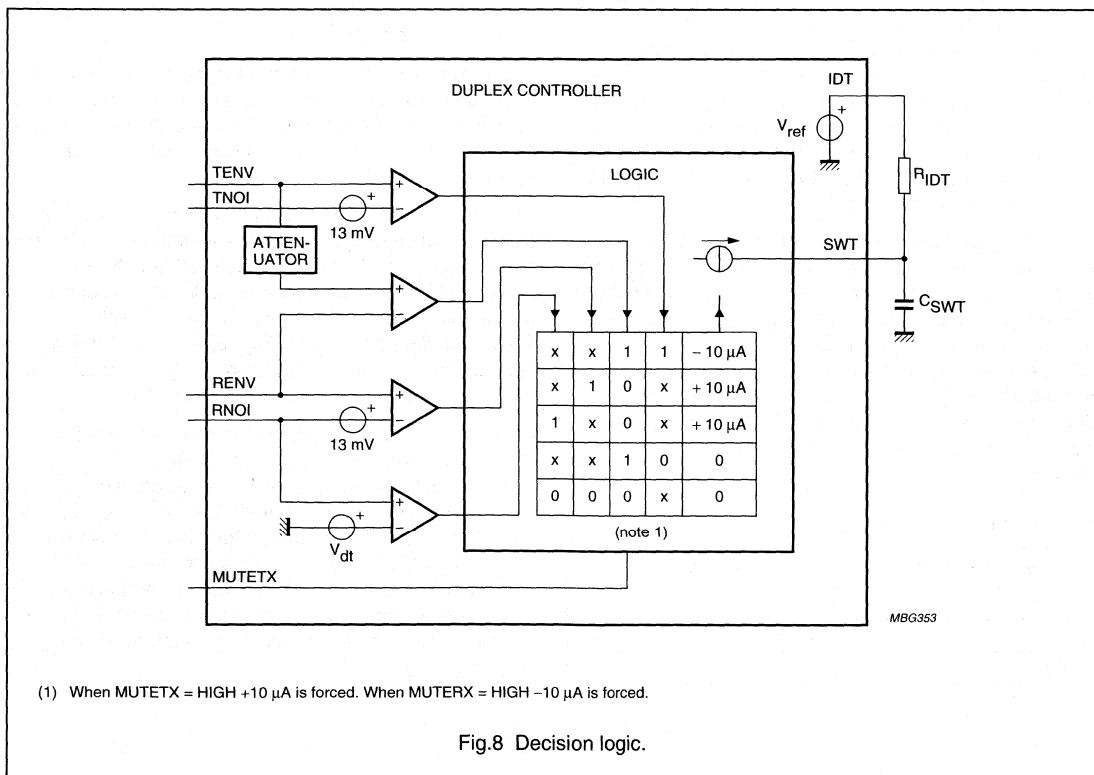 DUPLEX CONTROLLER
IDT
V_ref
+
R_IDT
SWT
C_SWT
TENV
TNOI
+
13 mV
+
−
ATTEN-
UATOR
+
−
RENV
RNOI
+
13 mV
+
−
+
V_dt
+
−
MUTETX
LOGIC
x x 1 1 − 10 µA
x 1 0 x + 10 µA
1 x 0 x + 10 µA
x x 1 0 0
0 0 0 x 0
(note 1)
MBG353
(1) When MUTETX = HIGH +10 µA is forced. When MUTERX = HIGH −10 µA is forced.
Fig.8 Decision logic.